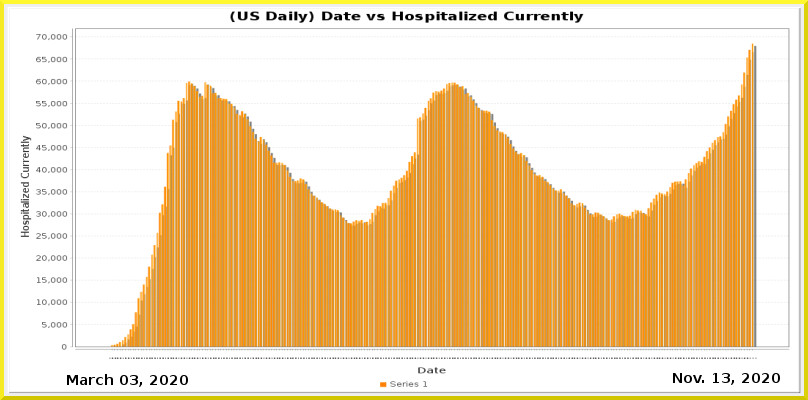 (US Daily) Date vs Hospitalized Currently
Hospitalized Currently
70,000
65,000
60,000
55,000
50,000
45,000
40,000
35,000
30,000
25,000
20,000
15,000
10,000
5,000
0
Date
March 03, 2020
Nov. 13, 2020
Series 1